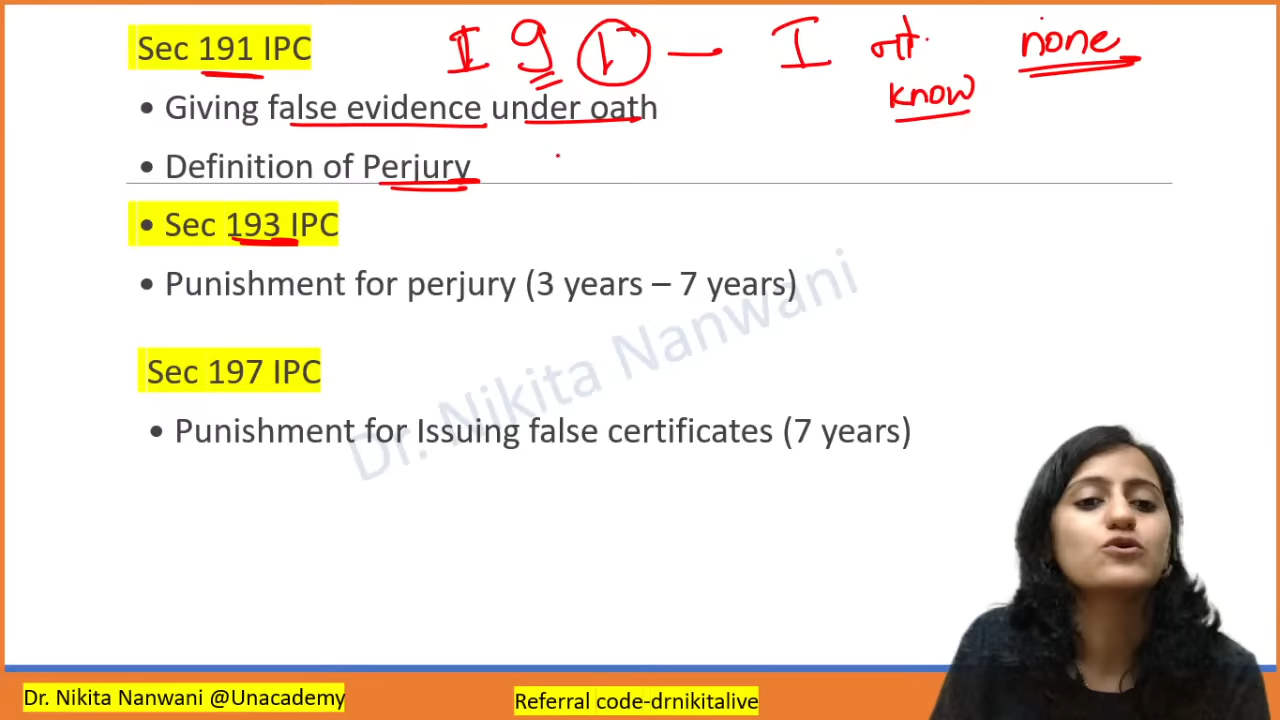 Sec 191 IPC
I 9 1 — I know none
• Giving false evidence under oath
• Definition of Perjury
• Sec 193 IPC
• Punishment for perjury (3 years – 7 years)
Sec 197 IPC
• Punishment for Issuing false certificates (7 years)
Dr. Nikita Nanwani
Dr. Nikita Nanwani @Unacademy
Referral code-drnikitalive